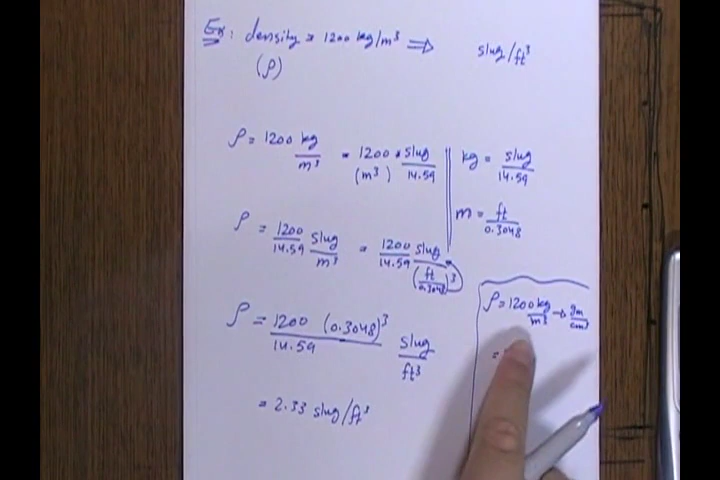 Ex: density = 1200 kg/m³ ⇒ slug/ft³
(ρ)
ρ = 1200 kg/m³ = 1200 * slug/(m³) 14.59
kg = slug/14.59
m = ft/0.3048
ρ = 1200/14.59 slug/m³ = 1200/14.59 slug/(ft/0.3048)³
ρ = 1200 (0.3048)³/14.59 slug/ft³
= 2.33 slug/ft³
ρ = 1200 kg/m³ → gm/cm³
=